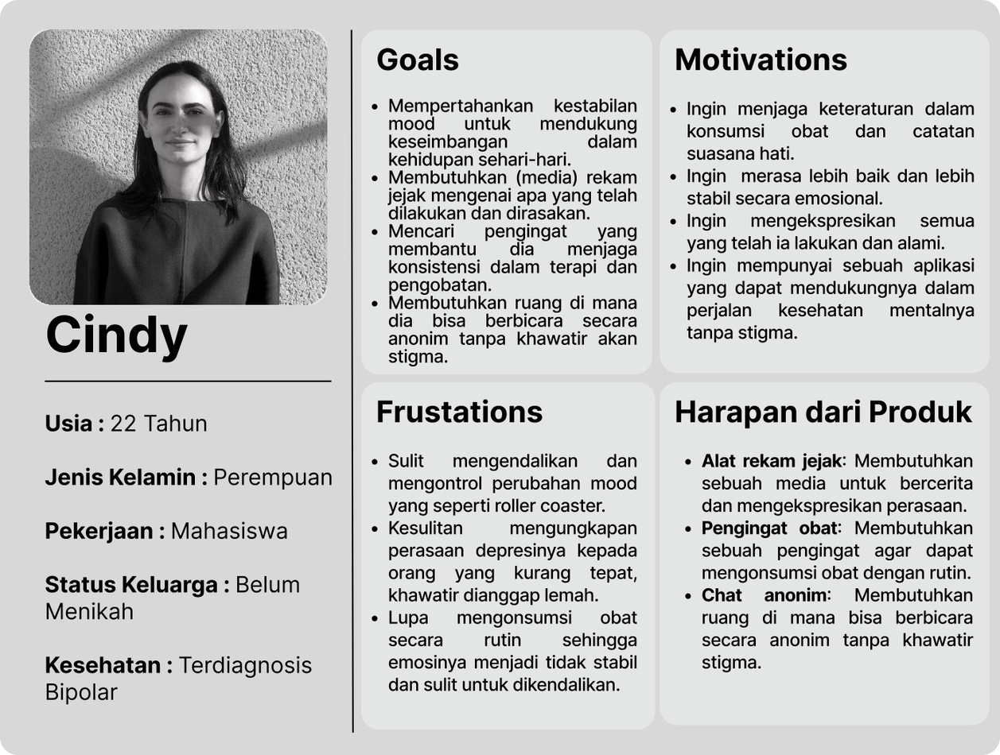 Cindy
Usia : 22 Tahun
Jenis Kelamin : Perempuan
Pekerjaan : Mahasiswa
Status Keluarga : Belum
Menikah
Kesehatan : Terdiagnosis
Bipolar
Goals
• Mempertahankan kestabilan
mood untuk mendukung
keseimbangan dalam
kehidupan sehari-hari.
• Membutuhkan (media) rekam
jejak mengenai apa yang telah
dilakukan dan dirasakan.
• Mencari pengingat yang
membantu dia menjaga
konsistensi dalam terapi dan
pengobatan.
• Membutuhkan ruang di mana
dia bisa berbicara secara
anonim tanpa khawatir akan
stigma.
Motivations
• Ingin menjaga keteraturan dalam
konsumsi obat dan catatan
suasana hati.
• Ingin merasa lebih baik dan lebih
stabil secara emosional.
• Ingin mengekspresikan semua
yang telah ia lakukan dan alami.
• Ingin mempunyai sebuah aplikasi
yang dapat mendukungnya dalam
perjalan kesehatan mentalnya
tanpa stigma.
Frustations
• Sulit mengendalikan dan
mengontrol perubahan mood
yang seperti roller coaster.
• Kesulitan mengungkapan
perasaan depresinya kepada
orang yang kurang tepat,
khawatir dianggap lemah.
• Lupa mengonsumsi obat
secara rutin sehingga
emosinya menjadi tidak stabil
dan sulit untuk dikendalikan.
Harapan dari Produk
• Alat rekam jejak: Membutuhkan
sebuah media untuk bercerita
dan mengekspresikan perasaan.
• Pengingat obat: Membutuhkan
sebuah pengingat agar dapat
mengonsumsi obat dengan rutin.
• Chat anonim: Membutuhkan
ruang di mana bisa berbicara
secara anonim tanpa khawatir
stigma.